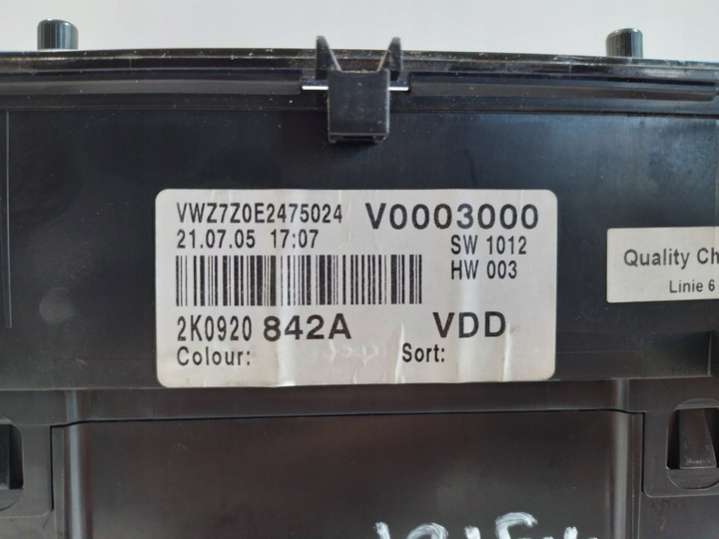 VWZ7Z0E2475024 V0003000
21.07.05 17:07 SW 1012
HW 003
2K0920 842A VDD
Colour: Sort:
Quality Ch
Linie 6